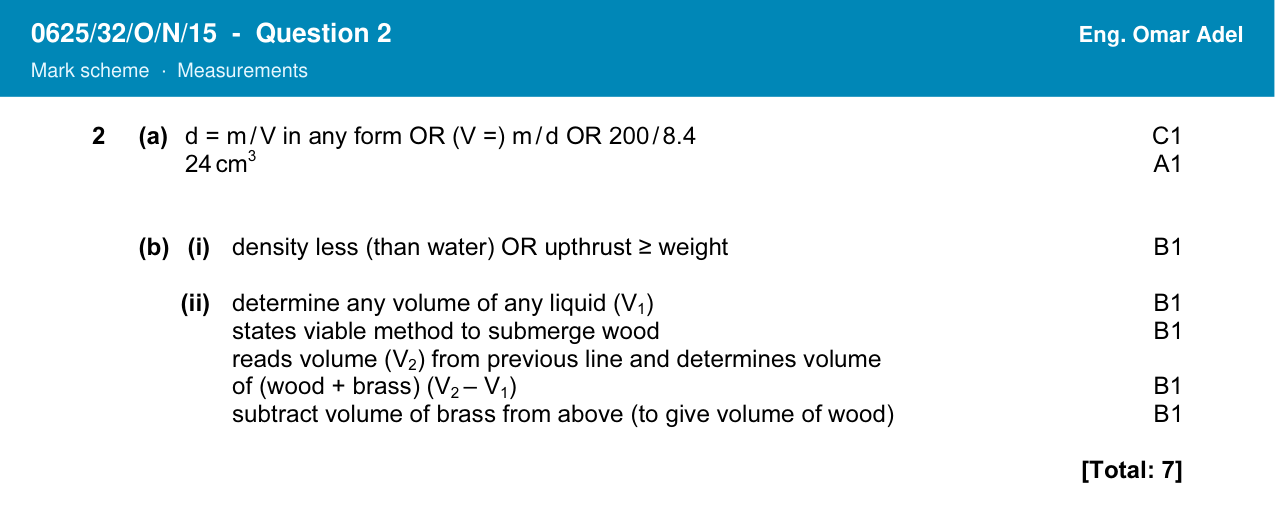 0625/32/O/N/15 - Question 2
Eng. Omar Adel
Mark scheme · Measurements
2 (a) d = m/V in any form OR (V =) m/d OR 200/8.4 C1
24 cm³ A1
(b) (i) density less (than water) OR upthrust ≥ weight B1
(ii) determine any volume of any liquid (V₁) B1
states viable method to submerge wood B1
reads volume (V₂) from previous line and determines volume
of (wood + brass) (V₂ – V₁) B1
subtract volume of brass from above (to give volume of wood) B1
[Total: 7]